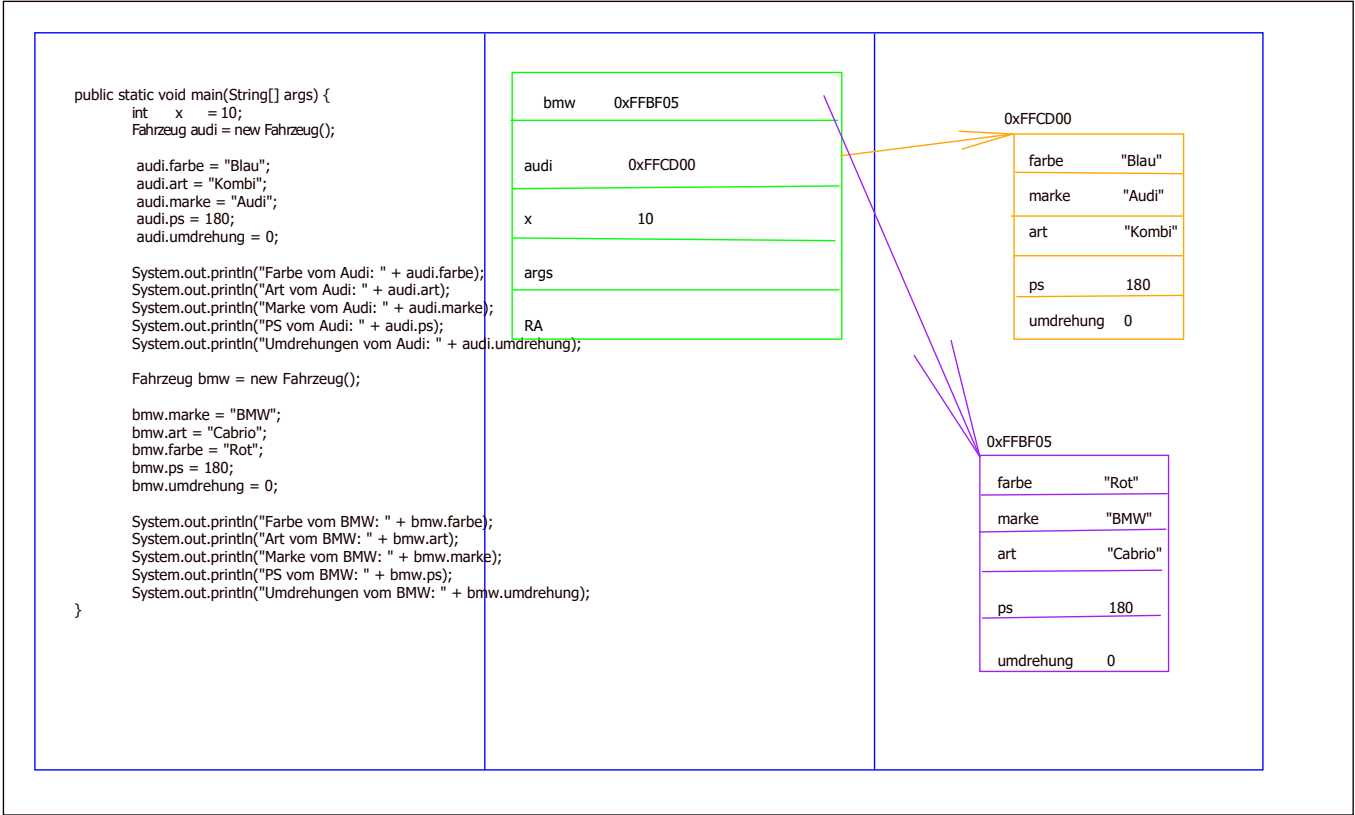 public static void main(String[] args) {
int x = 10;
Fahrzeug audi = new Fahrzeug();
audi.farbe = "Blau";
audi.art = "Kombi";
audi.marke = "Audi";
audi.ps = 180;
audi.umdrehung = 0;
System.out.println("Farbe vom Audi: " + audi.farbe);
System.out.println("Art vom Audi: " + audi.art);
System.out.println("Marke vom Audi: " + audi.marke);
System.out.println("PS vom Audi: " + audi.ps);
System.out.println("Umdrehungen vom Audi: " + audi.umdrehung);
Fahrzeug bmw = new Fahrzeug();
bmw.marke = "BMW";
bmw.art = "Cabrio";
bmw.farbe = "Rot";
bmw.ps = 180;
bmw.umdrehung = 0;
System.out.println("Farbe vom BMW: " + bmw.farbe);
System.out.println("Art vom BMW: " + bmw.art);
System.out.println("Marke vom BMW: " + bmw.marke);
System.out.println("PS vom BMW: " + bmw.ps);
System.out.println("Umdrehungen vom BMW: " + bmw.umdrehung);
}
bmw 0xFFBF05
audi 0xFFCD00
x 10
args
RA
0xFFCD00
farbe "Blau"
marke "Audi"
art "Kombi"
ps 180
umdrehung 0
0xFFBF05
farbe "Rot"
marke "BMW"
art "Cabrio"
ps 180
umdrehung 0